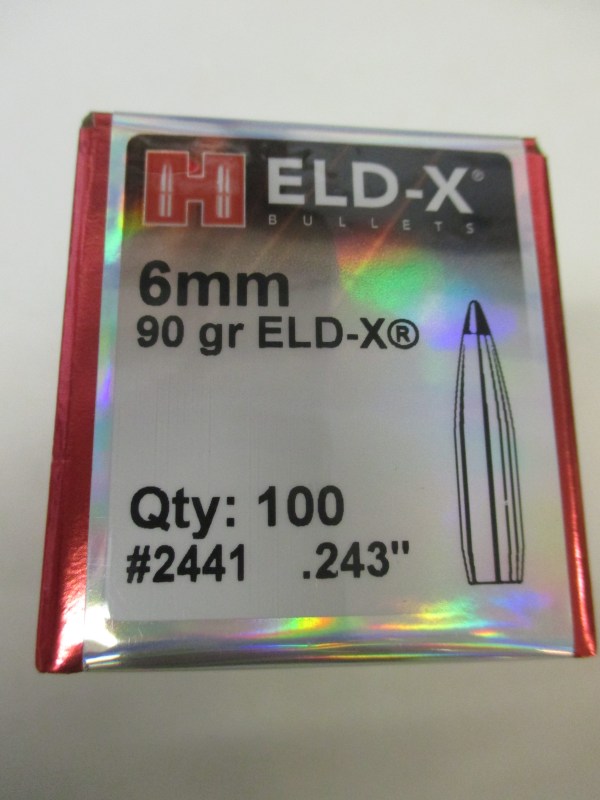 H ELD-X®
BULLETS
6mm
90 gr ELD-X®
Qty: 100
#2441 .243"